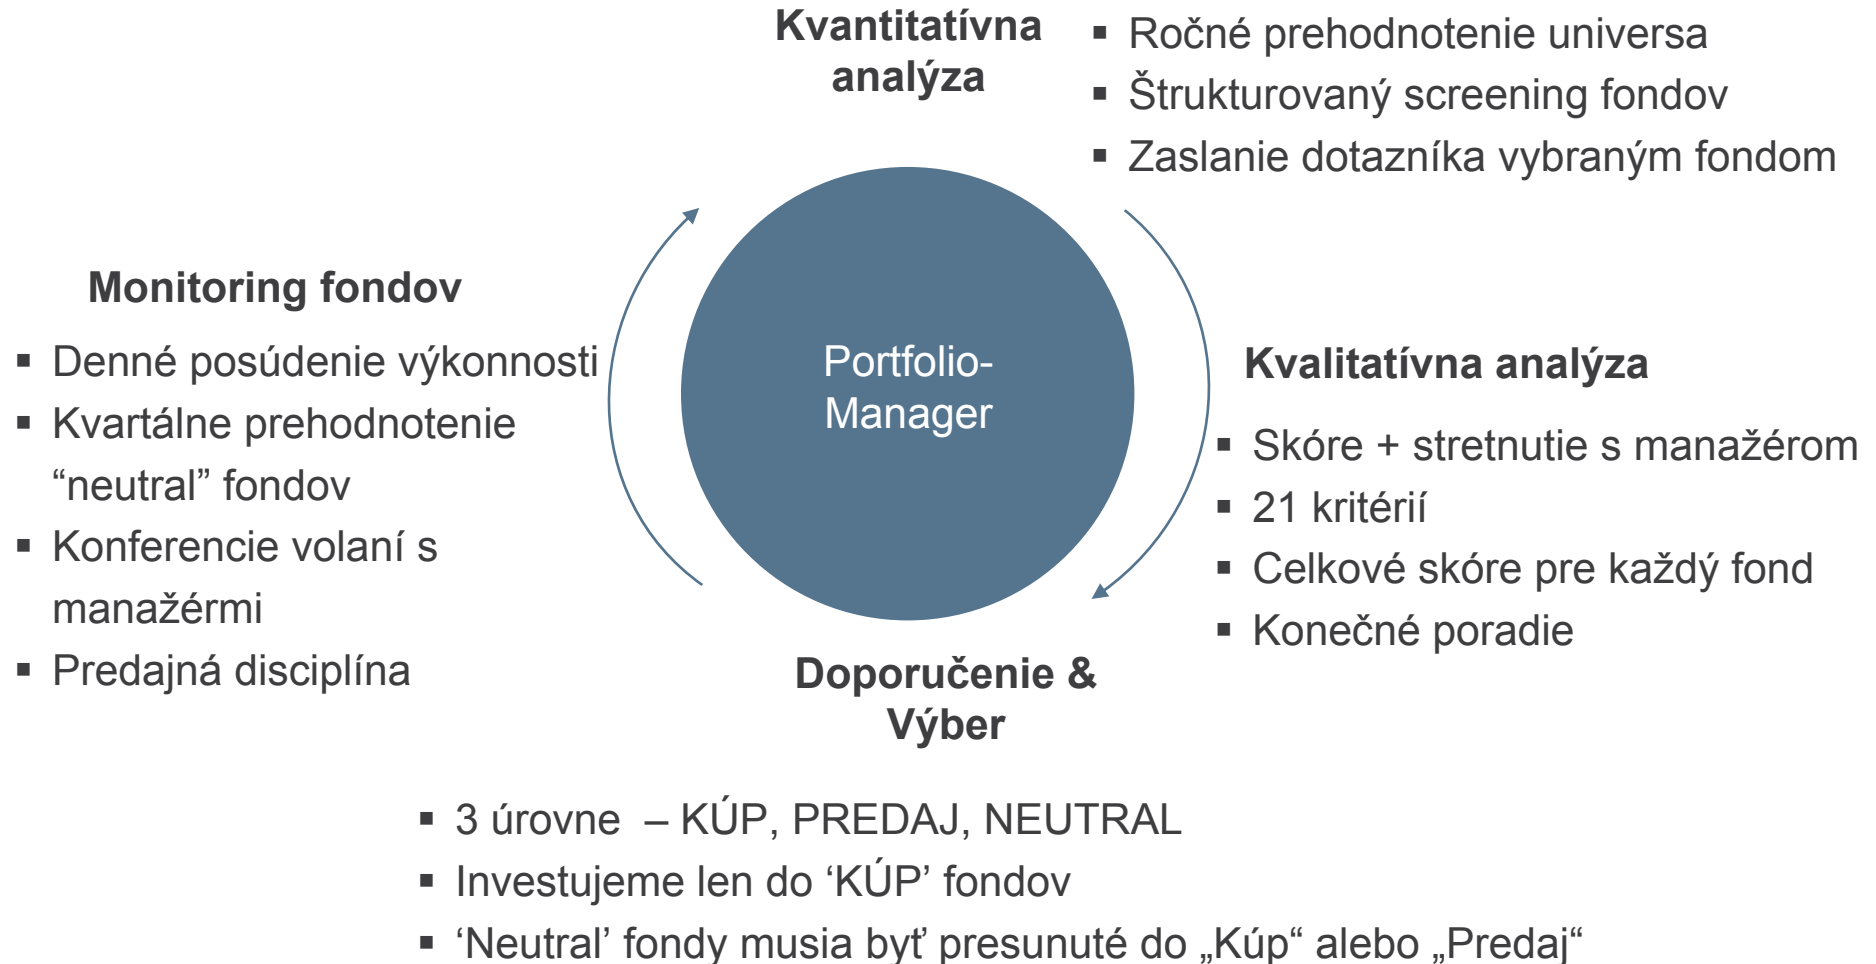 Kvantitatívna
analýza
▪ Ročné prehodnotenie universa
▪ Štrukturovaný screening fondov
▪ Zaslanie dotazníka vybraným fondom
Monitoring fondov
▪ Denné posúdenie výkonnosti
▪ Kvartálne prehodnotenie
“neutral” fondov
▪ Konferencie volaní s
manažérmi
▪ Predajná disciplína
Portfolio-
Manager
Kvalitatívna analýza
▪ Skóre + stretnutie s manažérom
▪ 21 kritérií
▪ Celkové skóre pre každý fond
▪ Konečné poradie
Doporučenie &
Výber
▪ 3 úrovne – KÚP, PREDAJ, NEUTRAL
▪ Investujeme len do ‘KÚP’ fondov
▪ ‘Neutral’ fondy musia byť presunuté do „Kúp“ alebo „Predaj“